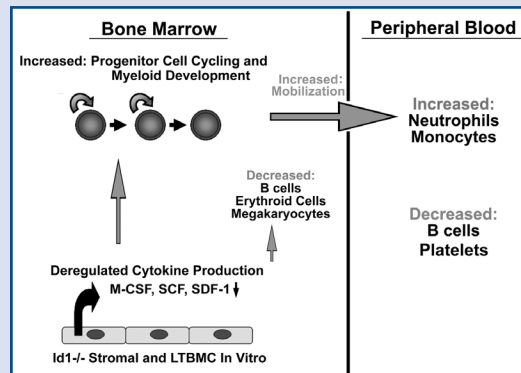 Bone Marrow
Increased: Progenitor Cell Cycling and
Myeloid Development
Increased:
Mobilization
Decreased:
B cells
Erythroid Cells
Megakaryocytes
Deregulated Cytokine Production
M-CSF, SCF, SDF-1
Id1-/- Stromal and LTBMC In Vitro
Peripheral Blood
Increased:
Neutrophils
Monocytes
Decreased:
B cells
Platelets